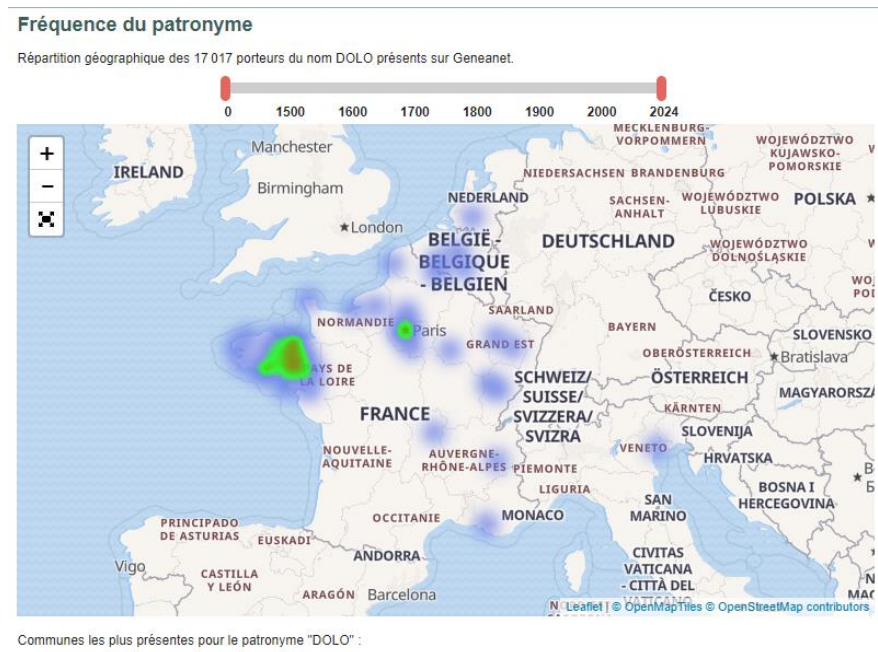 Fréquence du patronyme
Répartition géographique des 17 017 porteurs du nom DOLO présents sur Geneanet.
0 1500 1600 1700 1800 1900 2000 2024
+
−
MECKLENBURG-
VORPOMMERN
Manchester
IRELAND
Birmingham
London
WOJEWÓDZTWO
KUJAWSKO-
POMORSKIE
NIEDERSACHSEN
BRANDENBURG
NEDERLAND
SACHSEN-
ANHALT
WOJEWÓDZTWO
LUBUSKIE
POLSKA
BELGIË -
BELGIQUE
- BELGIEN
DEUTSCHLAND
WOJEWÓDZTWO
DOLNOŚLĄSKIE
ČESKO
NORMANDIE
Paris
SAARLAND
GRAND EST
BAYERN
SLOVENSKO
OBERÖSTERREICH
Bratislava
PAYS DE
LA LOIRE
SCHWEIZ/
SUISSE/
SVIZZERA/
SVIZRA
ÖSTERREICH
MAGYARORSZÁ
FRANCE
KÄRNTEN
SLOVENIJA
NOUVELLE-
AQUITAINE
AUVERGNE-
RHÔNE-ALPES
PIEMONTE
VENETO
HRVATSKA
LIGURIA
BOSNA I
HERCEGOVINA
PRINCIPADO
DE ASTURIAS
EUSKADI
OCCITANIE
MONACO
SAN
MARINO
Vigo
CASTILLA
Y LEÓN
ANDORRA
ARAGÓN
Barcelona
CIVITAS
VATICANA
- CITTÀ DEL
VATICANO
Leaflet | © OpenMapTiles © OpenStreetMap contributors
Communes les plus présentes pour le patronyme "DOLO" :